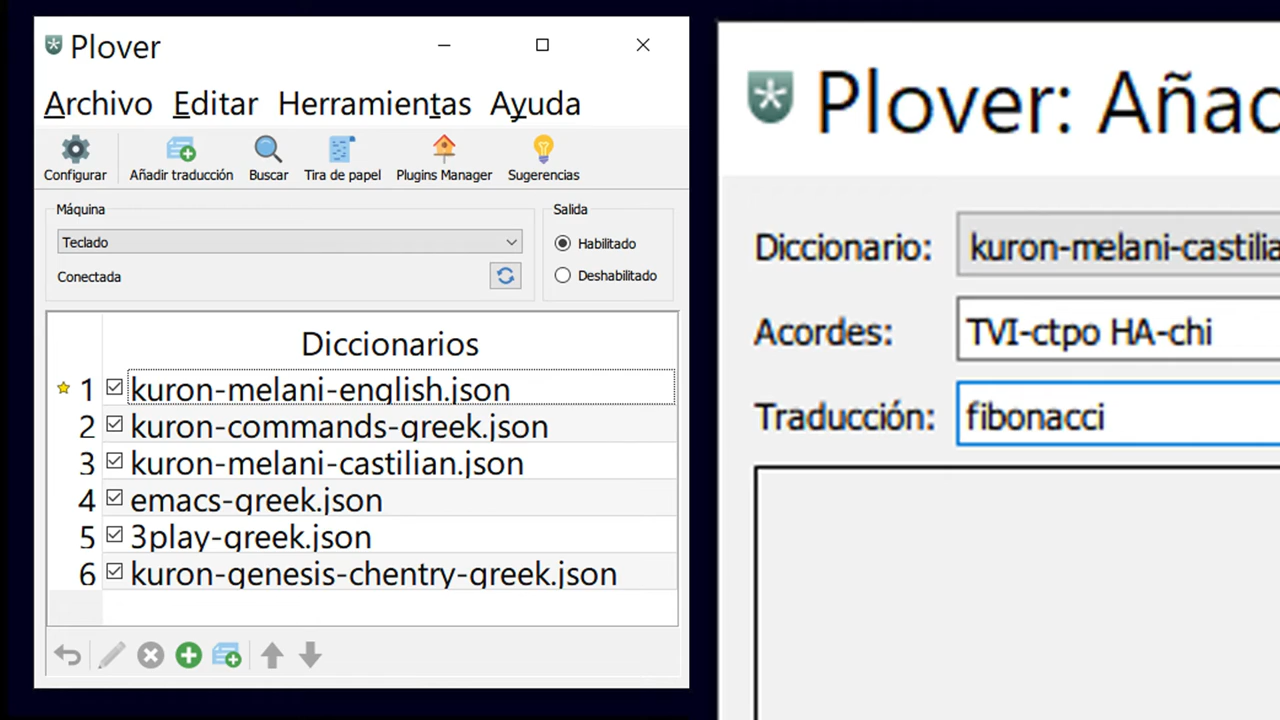 Plover
Archivo Editar Herramientas Ayuda
Configurar Añadir traducción Buscar Tira de papel Plugins Manager Sugerencias
Máquina
Teclado
Conectada
Salida
Habilitado
Deshabilitado
Diccionarios
1 kuron-melani-english.json
2 kuron-commands-greek.json
3 kuron-melani-castilian.json
4 emacs-greek.json
5 3play-greek.json
6 kuron-genesis-chentry-greek.json
Plover: Añad
Diccionario: kuron-melani-castilia
Acordes: TVI-ctpo HA-chi
Traducción: fibonacci